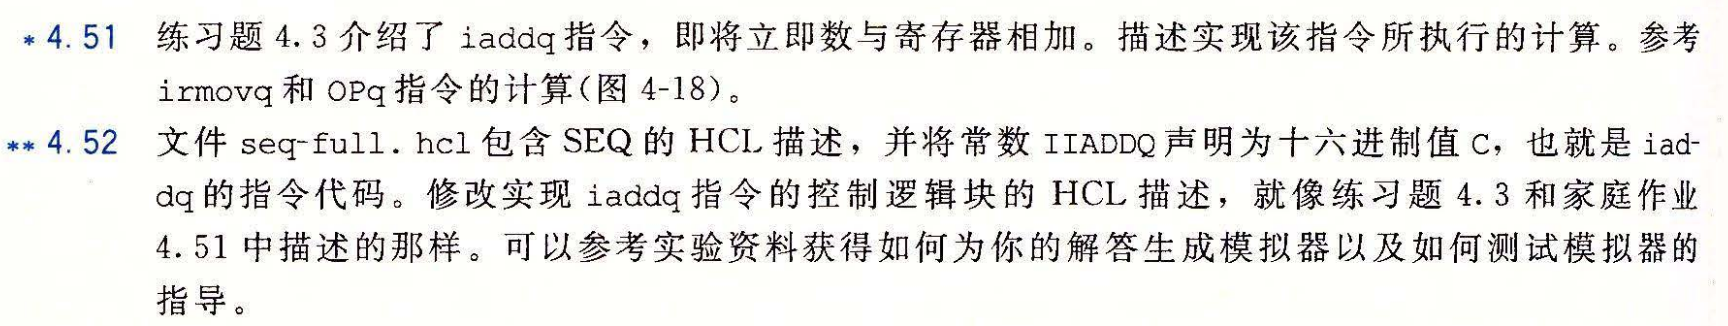 * 4.51 练习题 4.3 介绍了 iaddq 指令，即将立即数与寄存器相加。描述实现该指令所执行的计算。参考
irmovq 和 OPq 指令的计算(图 4-18)。
** 4.52 文件 seq-full.hcl 包含 SEQ 的 HCL 描述，并将常数 IIADDQ 声明为十六进制值 C，也就是 iad-
dq 的指令代码。修改实现 iaddq 指令的控制逻辑块的 HCL 描述，就像练习题 4.3 和家庭作业
4.51 中描述的那样。可以参考实验资料获得如何为你的解答生成模拟器以及如何测试模拟器的
指导。